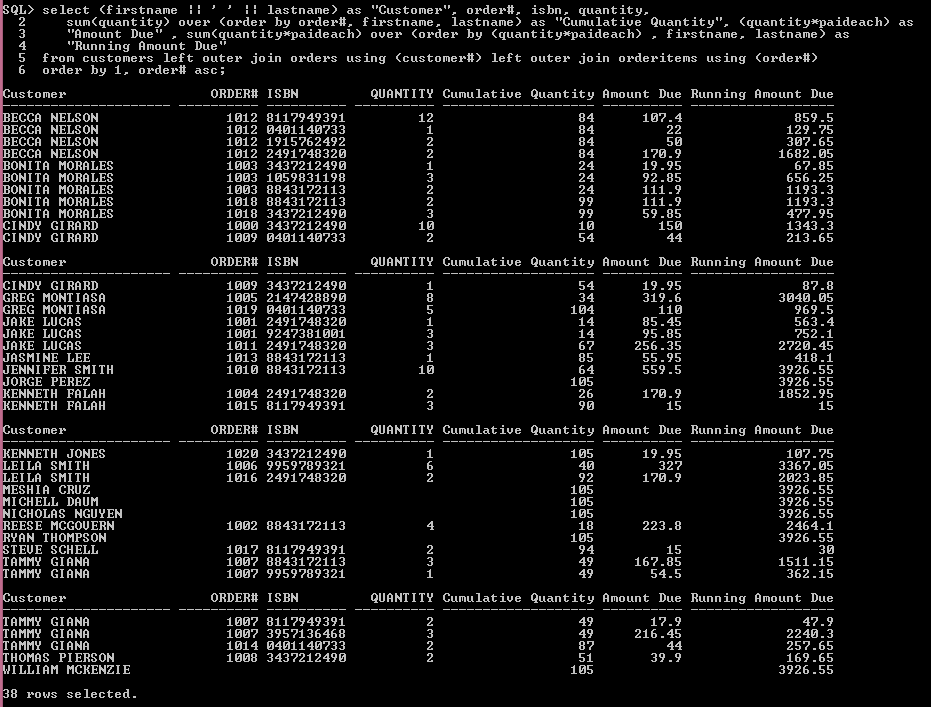 SQL> select (firstname || ' ' || lastname) as "Customer", order#, isbn, quantity,
2 sum(quantity) over (order by order#, firstname, lastname) as "Cumulative Quantity", (quantity*paideach) as
3 "Amount Due" , sum(quantity*paideach) over (order by (quantity*paideach) , firstname, lastname) as
4 "Running Amount Due"
5 from customers left outer join orders using (customer#) left outer join orderitems using (order#)
6 order by 1, order# asc;
Customer ORDER# ISBN QUANTITY Cumulative Quantity Amount Due Running Amount Due
BECCA NELSON 1012 8117949391 12 84 107.4 859.5
BECCA NELSON 1012 0401140733 1 84 22 129.75
BECCA NELSON 1012 1915762492 2 84 50 307.65
BECCA NELSON 1012 2491748320 2 84 170.9 1682.05
BONITA MORALES 1003 3437212490 1 24 19.95 67.85
BONITA MORALES 1003 1059831198 3 24 92.85 656.25
BONITA MORALES 1003 8843172113 2 24 111.9 1193.3
BONITA MORALES 1018 8843172113 2 99 111.9 1193.3
BONITA MORALES 1018 3437212490 3 99 59.85 477.95
CINDY GIRARD 1000 3437212490 10 10 150 1343.3
CINDY GIRARD 1009 0401140733 2 54 44 213.65
Customer ORDER# ISBN QUANTITY Cumulative Quantity Amount Due Running Amount Due
CINDY GIRARD 1009 3437212490 1 54 19.95 87.8
GREG MONTIASA 1005 2147428890 8 34 319.6 3040.05
GREG MONTIASA 1019 0401140733 5 104 110 969.5
JAKE LUCAS 1001 2491748320 1 14 85.45 563.4
JAKE LUCAS 1001 9247381001 3 14 95.85 752.1
JAKE LUCAS 1011 2491748320 3 67 256.35 2720.45
JASMINE LEE 1013 8843172113 1 85 55.95 418.1
JENNIFER SMITH 1010 8843172113 10 64 559.5 3926.55
JORGE PEREZ 105 3926.55
KENNETH FALAH 1004 2491748320 2 26 170.9 1852.95
KENNETH FALAH 1015 8117949391 3 90 15 15
Customer ORDER# ISBN QUANTITY Cumulative Quantity Amount Due Running Amount Due
KENNETH JONES 1020 3437212490 1 105 19.95 107.75
LEILA SMITH 1006 9959789321 6 40 327 3367.05
LEILA SMITH 1016 2491748320 2 92 170.9 2023.85
MESHIA CRUZ 105 3926.55
MICHELL DAUM 105 3926.55
NICHOLAS NGUYEN 105 3926.55
REESE MCGOVERN 1002 8843172113 4 18 223.8 2464.1
RYAN THOMPSON 105 3926.55
STEVE SCHELL 1017 8117949391 2 94 15 30
TAMMY GIANA 1007 8843172113 3 49 167.85 1511.15
TAMMY GIANA 1007 9959789321 1 49 54.5 362.15
Customer ORDER# ISBN QUANTITY Cumulative Quantity Amount Due Running Amount Due
TAMMY GIANA 1007 8117949391 2 49 17.9 47.9
TAMMY GIANA 1007 3957136468 3 49 216.45 2240.3
TAMMY GIANA 1014 0401140733 2 87 44 257.65
THOMAS PIERSON 1008 3437212490 2 51 39.9 169.65
WILLIAM MCKENZIE 105 3926.55
38 rows selected.